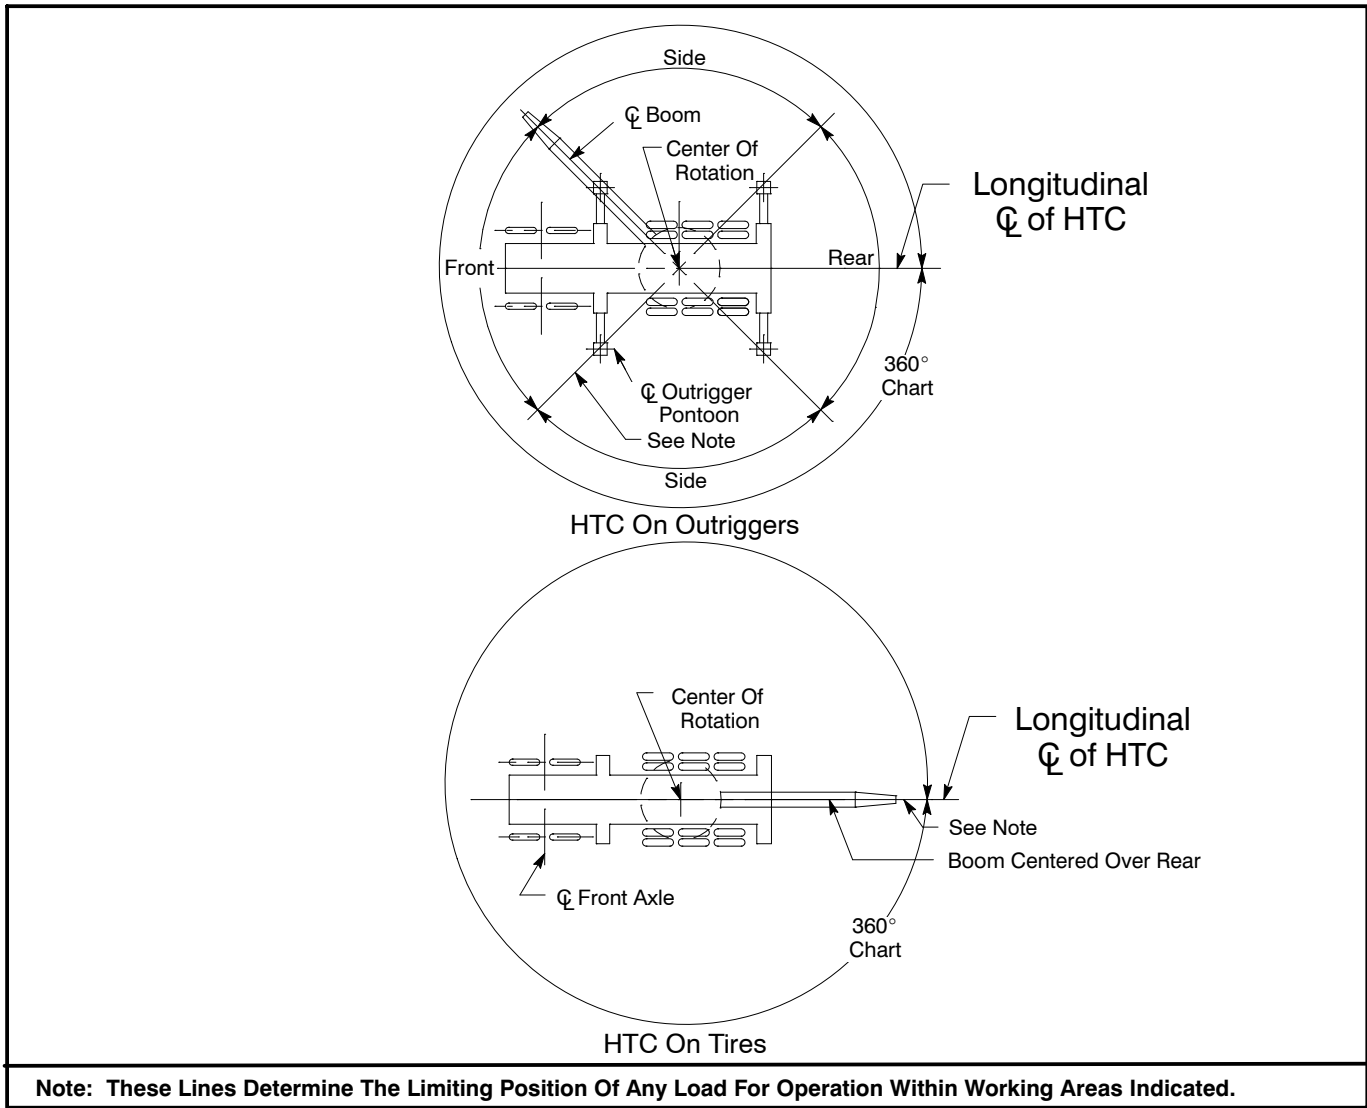 Side
℄ Boom
Center Of
Rotation
Longitudinal
℄ of HTC
Front
Rear
360°
Chart
℄ Outrigger
Pontoon
See Note
Side
HTC On Outriggers
Center Of
Rotation
Longitudinal
℄ of HTC
See Note
Boom Centered Over Rear
℄ Front Axle
360°
Chart
HTC On Tires
Note: These Lines Determine The Limiting Position Of Any Load For Operation Within Working Areas Indicated.